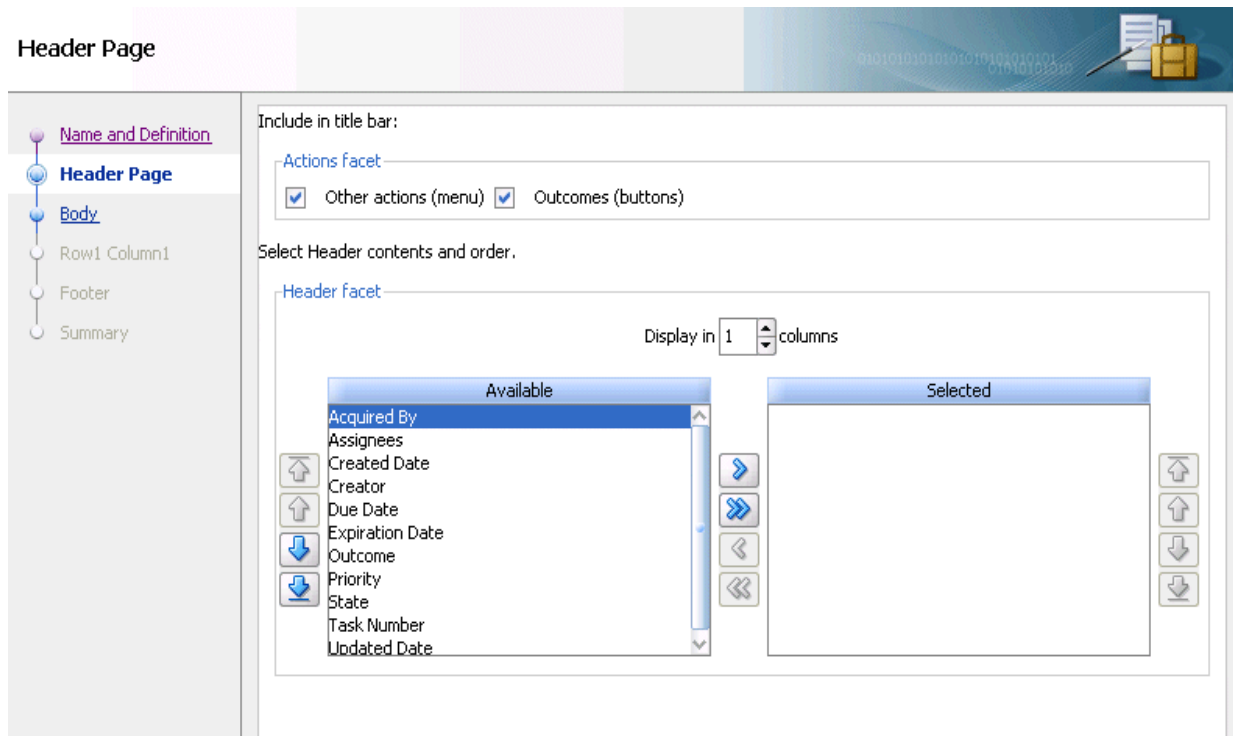 Header Page
Name and Definition
Header Page
Body
Row1 Column1
Footer
Summary
Include in title bar:
Actions facet
Other actions (menu) Outcomes (buttons)
Select Header contents and order.
Header facet
Display in 1 columns
Available
Acquired By
Assignees
Created Date
Creator
Due Date
Expiration Date
Outcome
Priority
State
Task Number
Updated Date
Selected